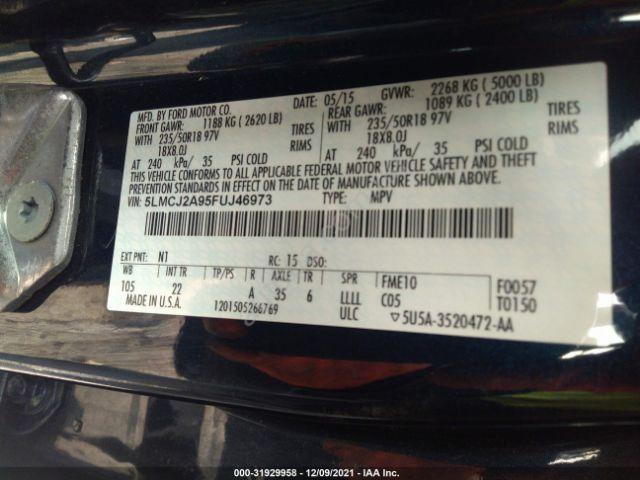 MFD. BY FORD MOTOR CO.
DATE: 05/15 GVWR: 2268 KG ( 5000 LB)
FRONT GAWR: 1188 KG ( 2620 LB) REAR GAWR: 1089 KG ( 2400 LB)
WITH 235/50R18 97V TIRES WITH 235/50R18 97V TIRES
18X8.0J RIMS 18X8.0J RIMS
AT 240 kPa/ 35 PSI COLD AT 240 kPa/ 35 PSI COLD
THIS VEHICLE CONFORMS TO ALL APPLICABLE FEDERAL MOTOR VEHICLE SAFETY AND THEFT
PREVENTION STANDARDS IN EFFECT ON THE DATE OF MANUFACTURE SHOWN ABOVE.
VIN: 5LMCJ2A95FUJ46973 TYPE: MPV
EXT PNT: N1 RC: 15 DSO:
WB INT TR TP/PS R AXLE TR SPR FME10 F0057
105 22 A 35 6 LLLL C05 T0150
MADE IN U.S.A. 1201505266769 ULC ▽5U5A-3520472-AA
000-31929958 - 12/09/2021 - IAA Inc.